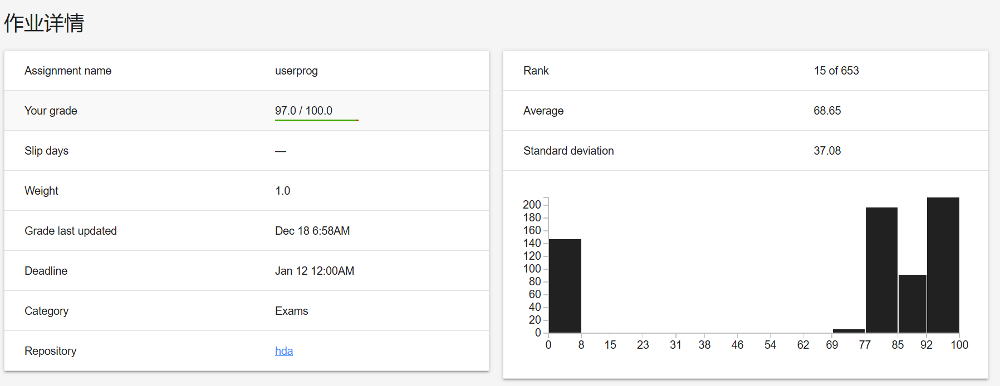 作业详情
Assignment name userprog
Your grade 97.0 / 100.0
Slip days —
Weight 1.0
Grade last updated Dec 18 6:58AM
Deadline Jan 12 12:00AM
Category Exams
Repository hda
Rank 15 of 653
Average 68.65
Standard deviation 37.08
200
180
160
140
120
100
80
60
40
20
0
0 8 15 23 31 38 46 54 62 69 77 85 92 100